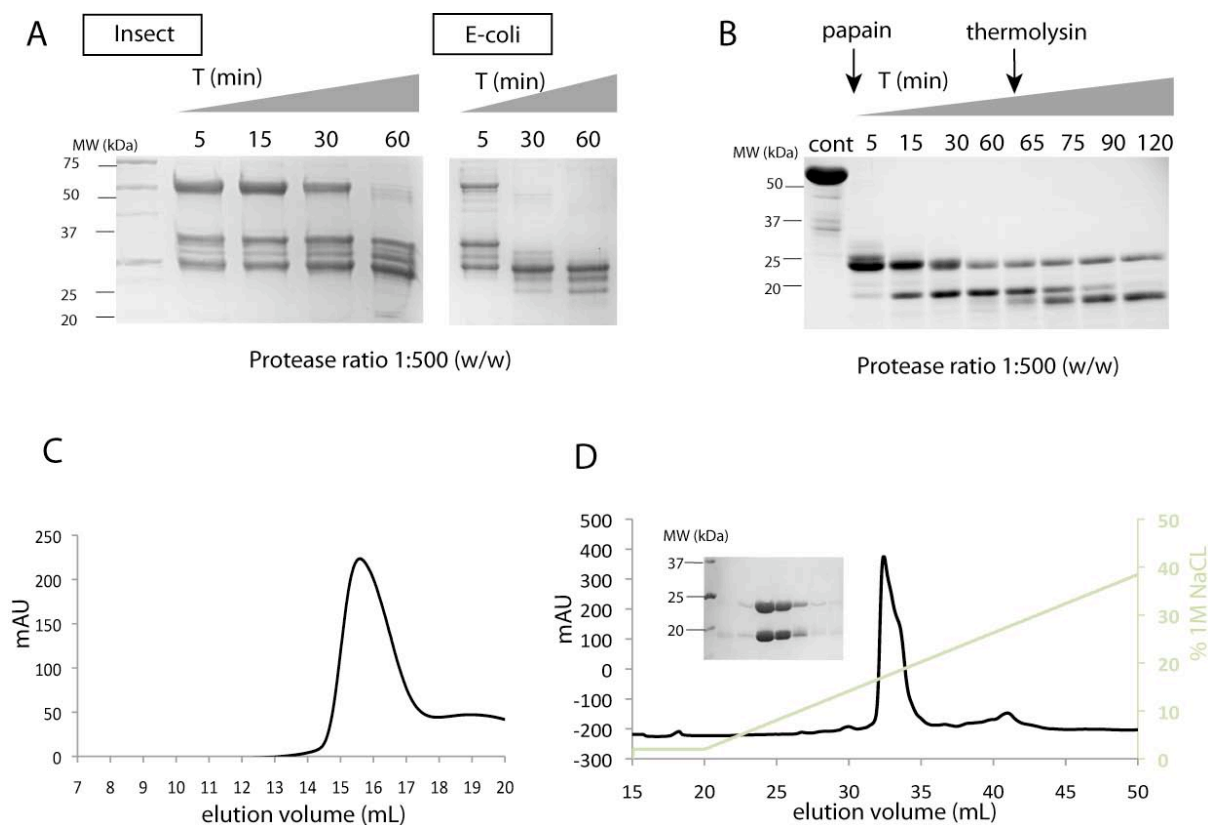 A
Insect
E-coli
T (min)
T (min)
MW (kDa)
5 15 30 60
5 30 60
75
50
37
25
20
Protease ratio 1:500 (w/w)
B
papain
thermolysin
T (min)
MW (kDa)
cont 5 15 30 60 65 75 90 120
50
37
25
20
Protease ratio 1:500 (w/w)
C
250
200
150
100
50
0
mAU
7 8 9 10 11 12 13 14 15 16 17 18 19 20
elution volume (mL)
D
500
400
300
200
100
0
-100
-200
-300
mAU
MW (kDa)
37
25
20
50
40
30
20
10
0
% 1M NaCL
15 20 25 30 35 40 45 50
elution volume (mL)